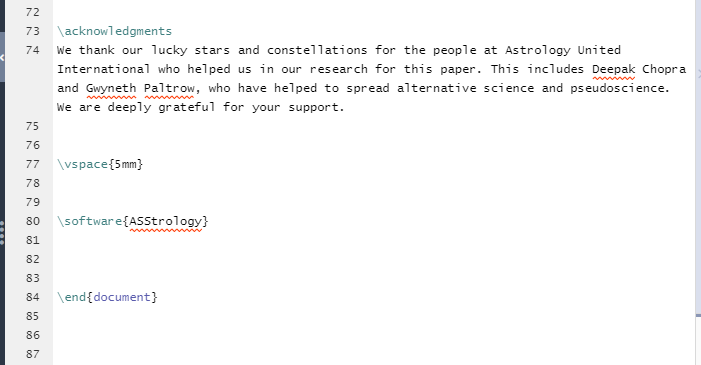 72
73 \acknowledgments
74 We thank our lucky stars and constellations for the people at Astrology United
International who helped us in our research for this paper. This includes Deepak Chopra
and Gwyneth Paltrow, who have helped to spread alternative science and pseudoscience.
We are deeply grateful for your support.
75
76
77 \vspace{5mm}
78
79
80 \software{ASStrology}
81
82
83
84 \end{document}
85
86
87